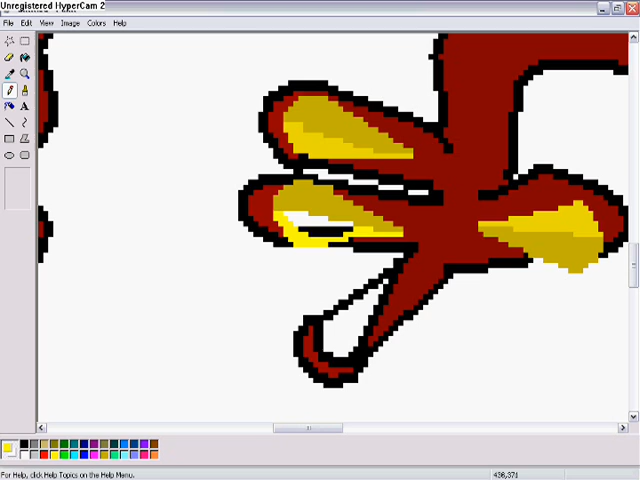 Unregistered HyperCam 2
File Edit View Image Colors Help
A
For Help, click Help Topics on the Help Menu.
436,371